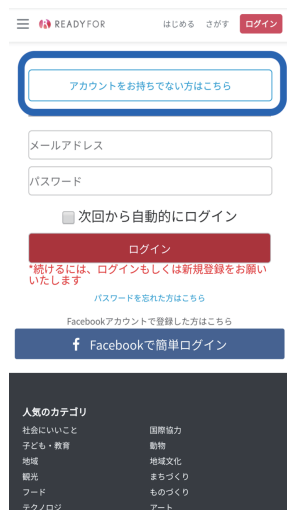 READYFOR はじめる さがす ログイン
アカウントをお持ちでない方はこちら
メールアドレス
パスワード
次回から自動的にログイン
ログイン
*続けるには、ログインもしくは新規登録をお願い
いたします
パスワードを忘れた方はこちら
Facebookアカウントで登録した方はこちら
f Facebookで簡単ログイン
人気のカテゴリ
社会にいいこと 国際協力
子ども・教育 動物
地域 地域文化
観光 まちづくり
フード ものづくり
テクノロジ アート